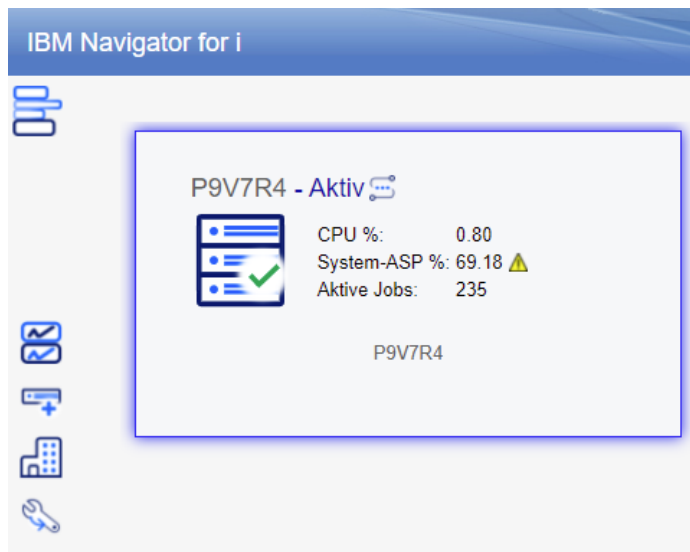 IBM Navigator for i
P9V7R4 - Aktiv
CPU %: 0.80
System-ASP %: 69.18
Aktive Jobs: 235
P9V7R4